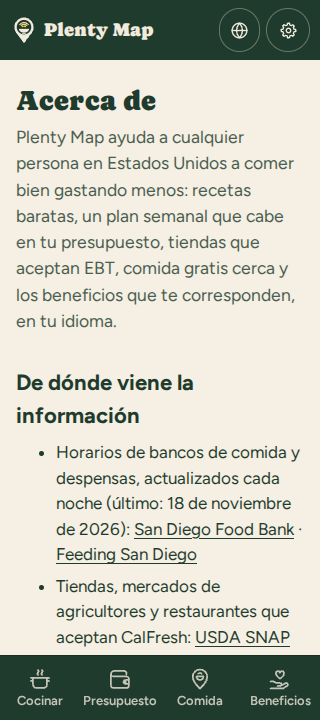 Plenty Map
Acerca de
Plenty Map ayuda a cualquier
persona en Estados Unidos a comer
bien gastando menos: recetas
baratas, un plan semanal que cabe
en tu presupuesto, tiendas que
aceptan EBT, comida gratis cerca y
los beneficios que te corresponden,
en tu idioma.
De dónde viene la
información
• Horarios de bancos de comida y
despensas, actualizados cada
noche (último: 18 de noviembre
de 2026): San Diego Food Bank ·
Feeding San Diego
• Tiendas, mercados de
agricultores y restaurantes que
aceptan CalFresh: USDA SNAP
Cocinar Presupuesto Comida Beneficios